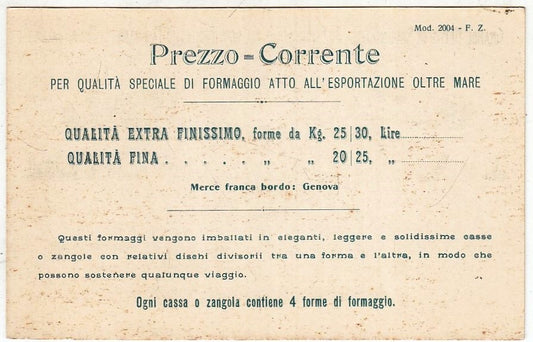 Mod. 2004 - F. Z.
Prezzo=Corrente
PER QUALITÀ SPECIALE DI FORMAGGIO ATTO ALL'ESPORTAZIONE OLTRE MARE
QUALITÀ EXTRA FINISSIMO, forme da Kg. 25|30, Lire
QUALITÀ FINA . . . . . „ „ 20|25, „
Merce franca bordo: Genova
Questi formaggi vengono imballati in eleganti, leggere e solidissime casse
o zangole con relativi dischi divisorii tra una forma e l'altra, in modo che
possono sostenere qualunque viaggio.
Ogni cassa o zangola contiene 4 forme di formaggio.